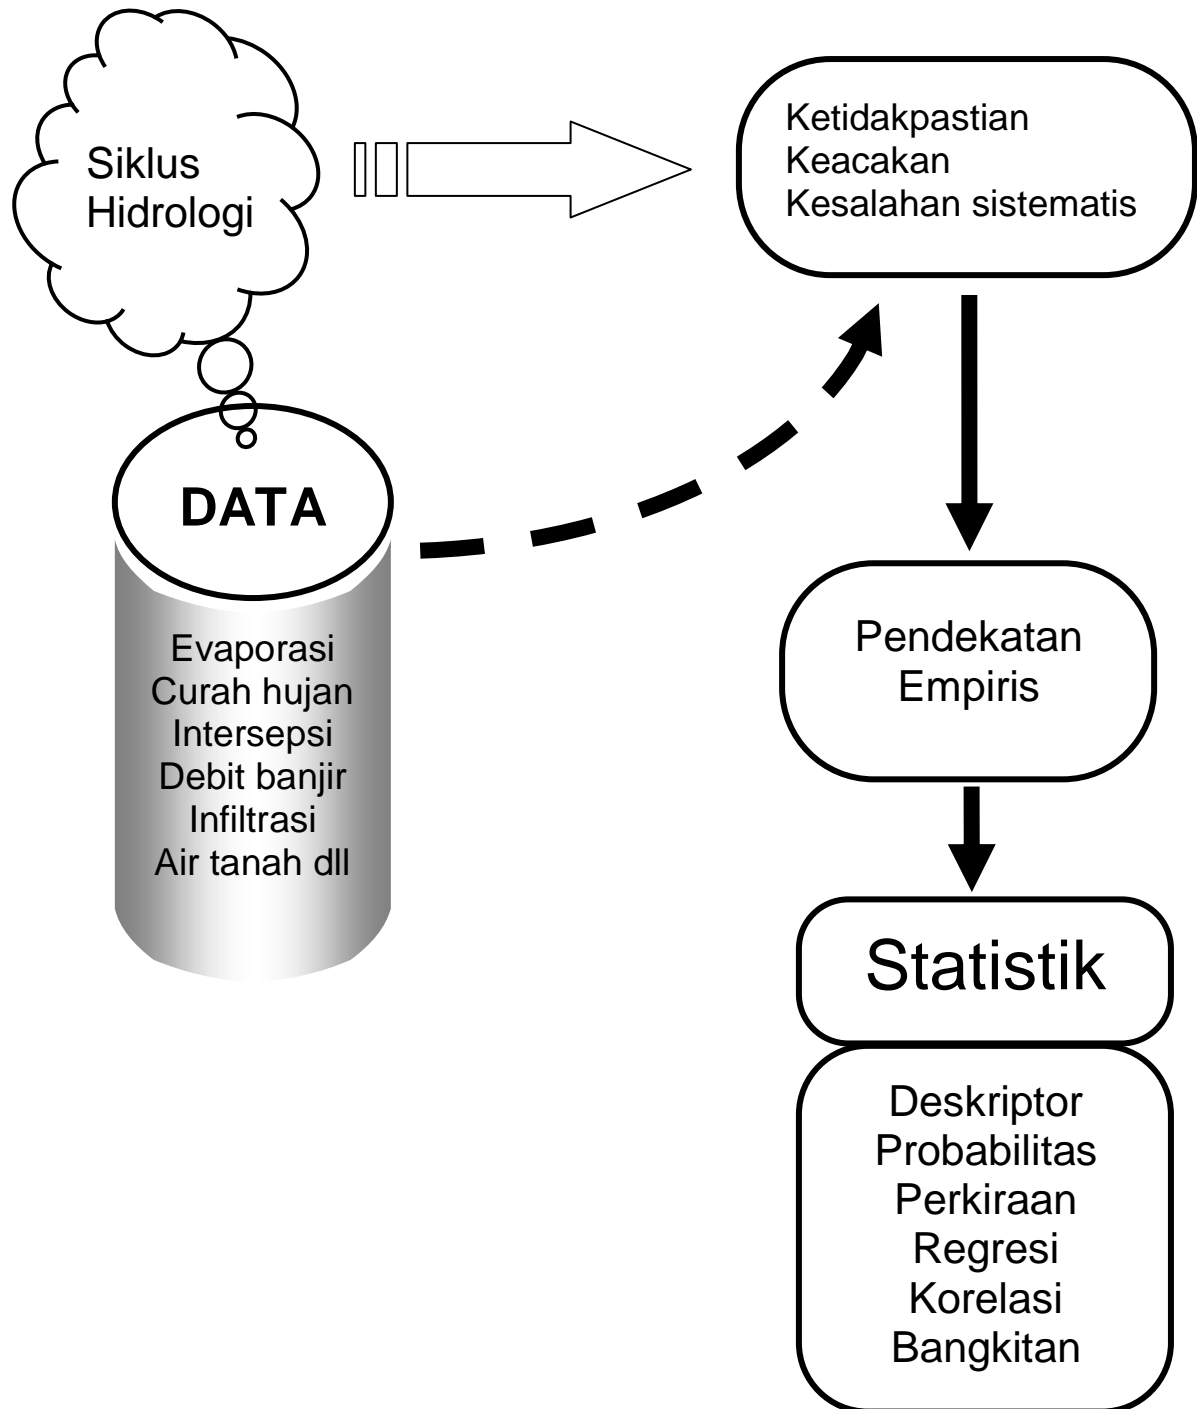 Siklus
Hidrologi
Ketidakpastian
Keacakan
Kesalahan sistematis
DATA
Evaporasi
Curah hujan
Intersepsi
Debit banjir
Infiltrasi
Air tanah dll
Pendekatan
Empiris
Statistik
Deskriptor
Probabilitas
Perkiraan
Regresi
Korelasi
Bangkitan